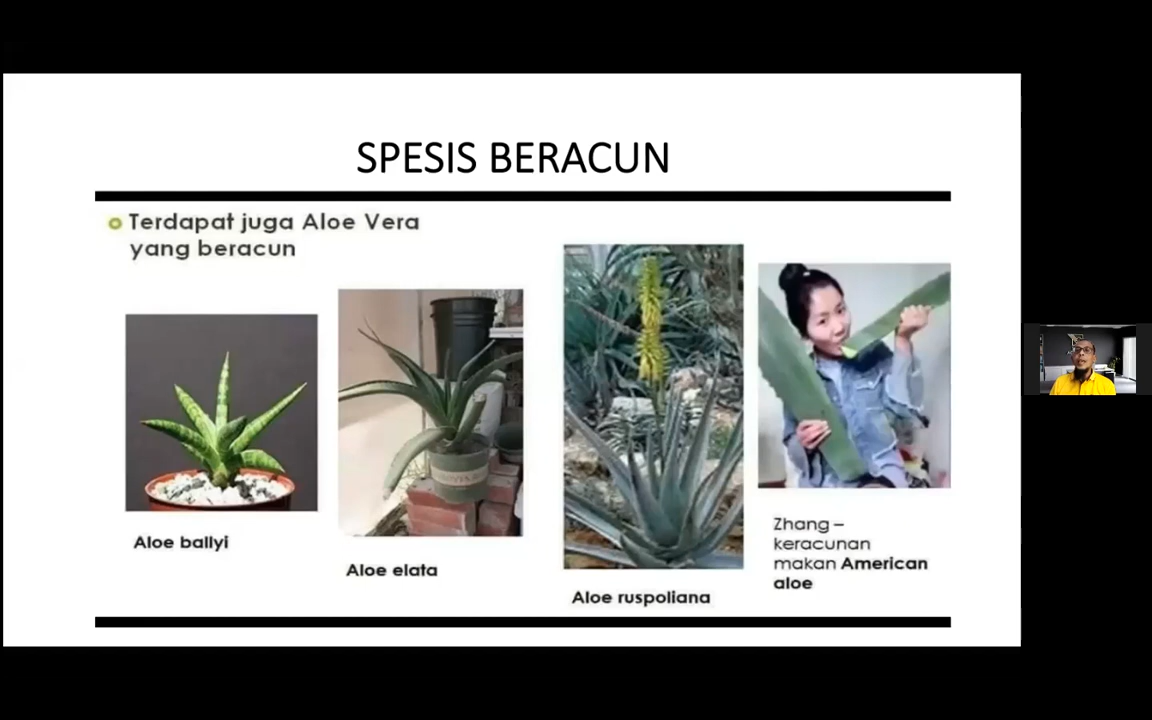 SPESIS BERACUN
Terdapat juga Aloe Vera
yang beracun
Aloe ballyi
Aloe elata
Aloe ruspoliana
Zhang –
keracunan
makan American
aloe